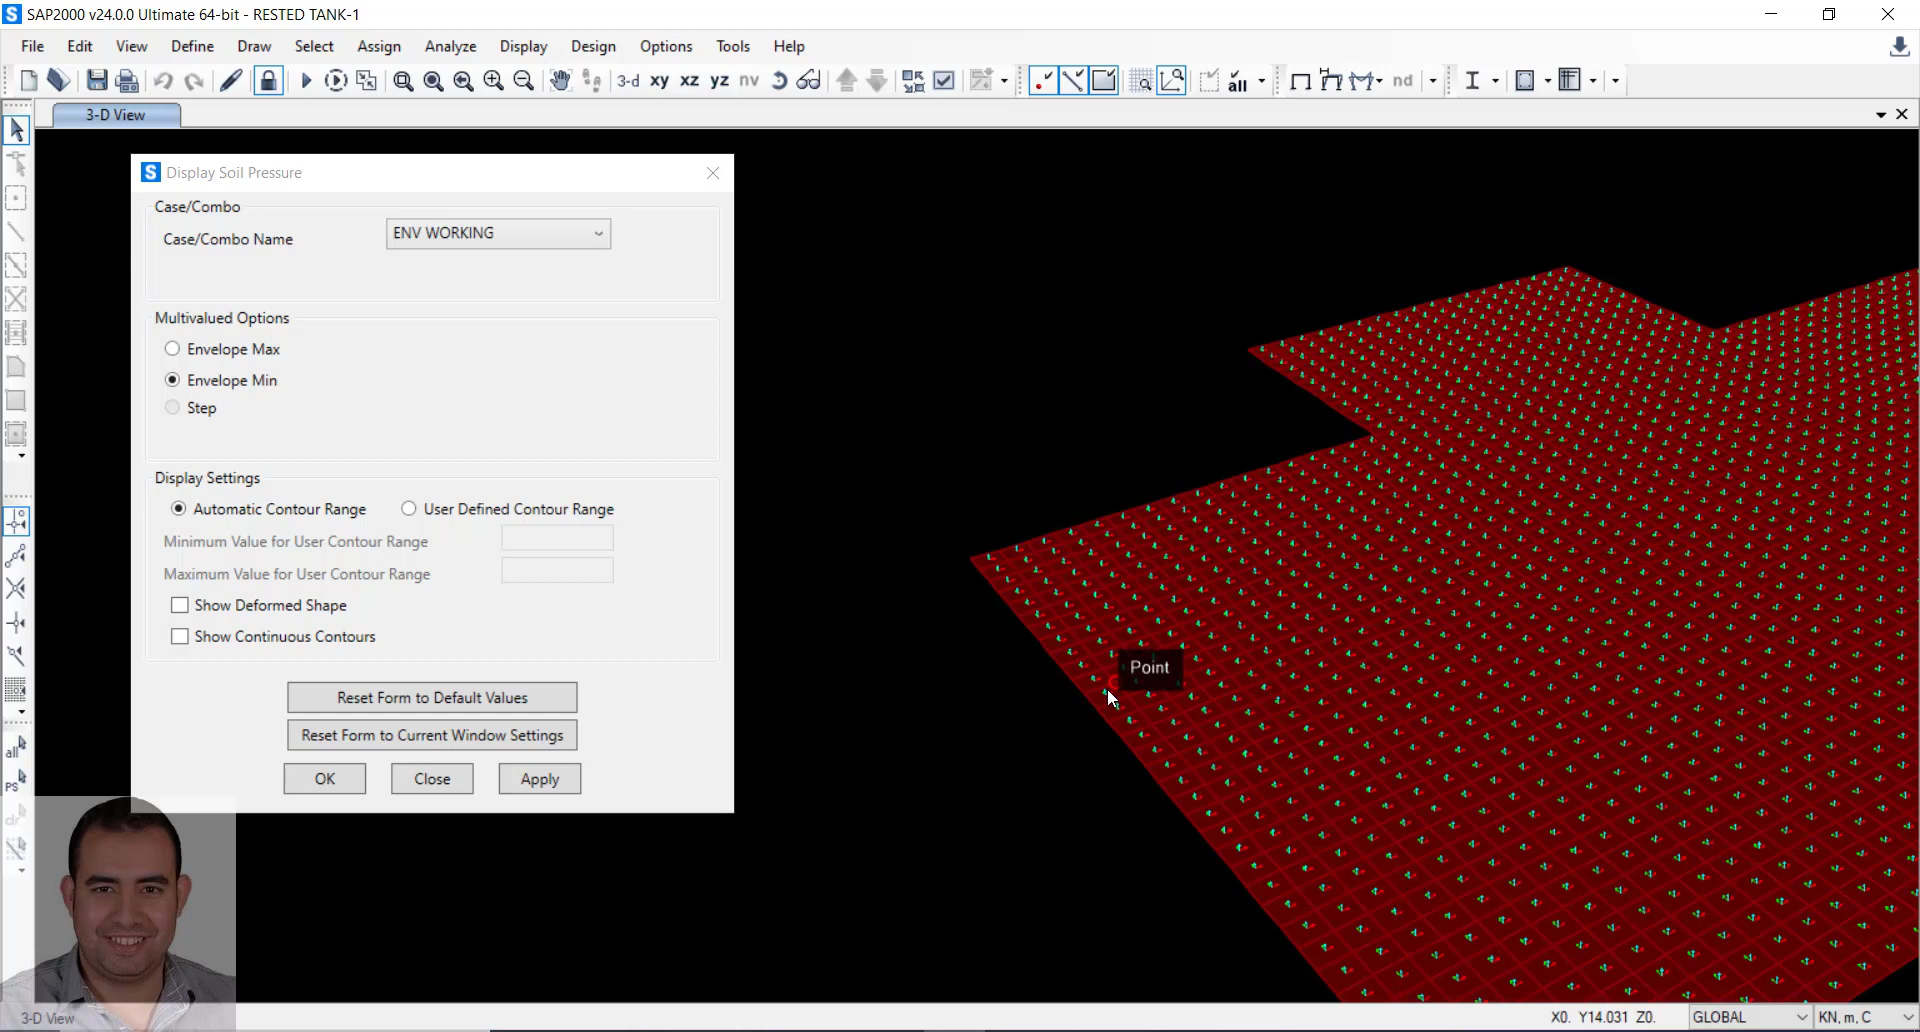 SAP2000 v24.0.0 Ultimate 64-bit - RESTED TANK-1
File Edit View Define Draw Select Assign Analyze Display Design Options Tools Help
3-d xy xz yz nv all nd
3-D View
Display Soil Pressure
Case/Combo
Case/Combo Name ENV WORKING
Multivalued Options
Envelope Max
Envelope Min
Step
Display Settings
Automatic Contour Range User Defined Contour Range
Minimum Value for User Contour Range
Maximum Value for User Contour Range
Show Deformed Shape
Show Continuous Contours
Reset Form to Default Values
Reset Form to Current Window Settings
OK Close Apply
Point
all
PS
clr
3-D View X0. Y14.031 Z0. GLOBAL KN, m, C